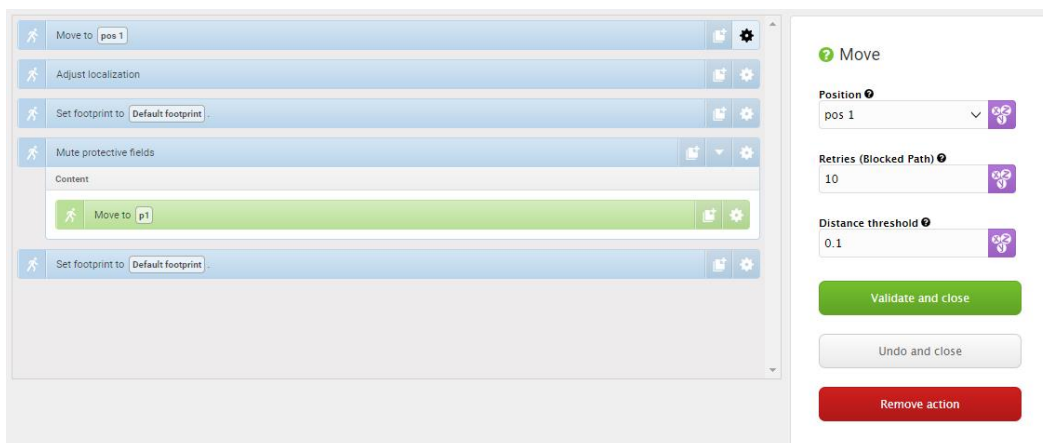 Move to pos 1
Adjust localization
Set footprint to Default footprint .
Mute protective fields
Content
Move to p1
Set footprint to Default footprint .
Move
Position
pos 1
Retries (Blocked Path)
10
Distance threshold
0.1
Validate and close
Undo and close
Remove action